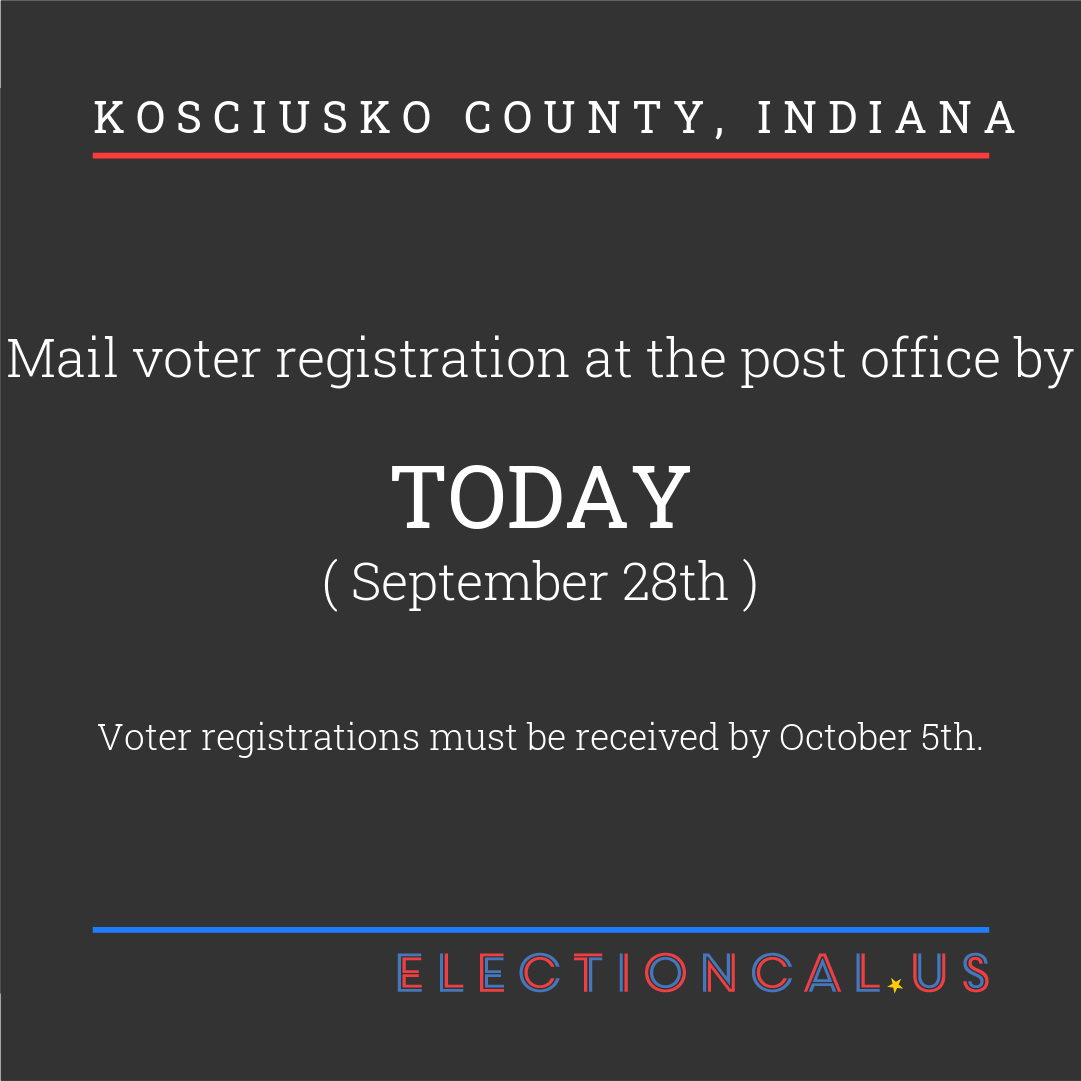 KOSCIUSKO COUNTY, INDIANA
Mail voter registration at the post office by
TODAY
( September 28th )
Voter registrations must be received by October 5th.
ELECTIONCAL.US